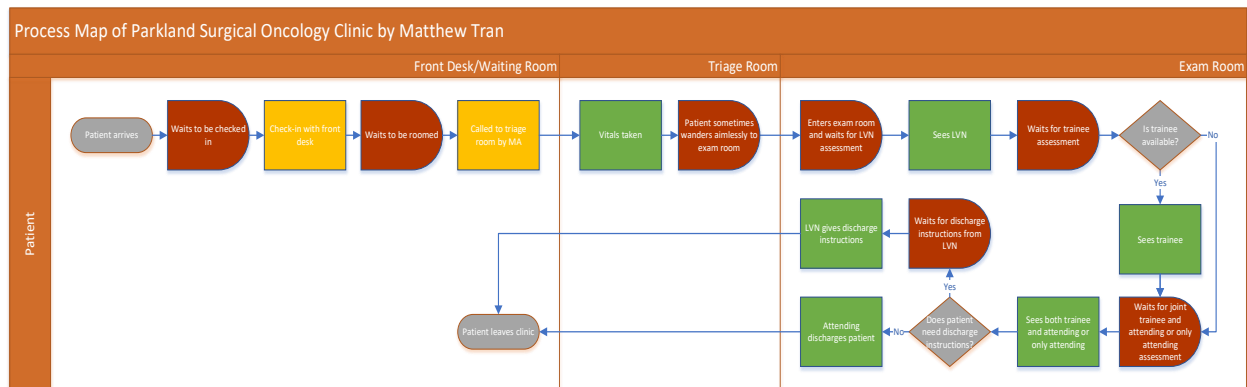 Process Map of Parkland Surgical Oncology Clinic by Matthew Tran
Front Desk/Waiting Room
Triage Room
Exam Room
Patient
Patient arrives
Waits to be checked
in
Check-in with front
desk
Waits to be roomed
Called to triage
room by MA
Vitals taken
Patient sometimes
wanders aimlessly to
exam room
Enters exam room
and waits for LVN
assessment
Sees LVN
Waits for trainee
assessment
Is trainee
available?
No
Yes
Sees trainee
Waits for joint
trainee and
attending or only
attending
assessment
Sees both trainee
and attending or
only attending
Does patient
need discharge
instructions?
Yes
Waits for discharge
instructions from
LVN
LVN gives discharge
instructions
No
Attending
discharges patient
Patient leaves clinic